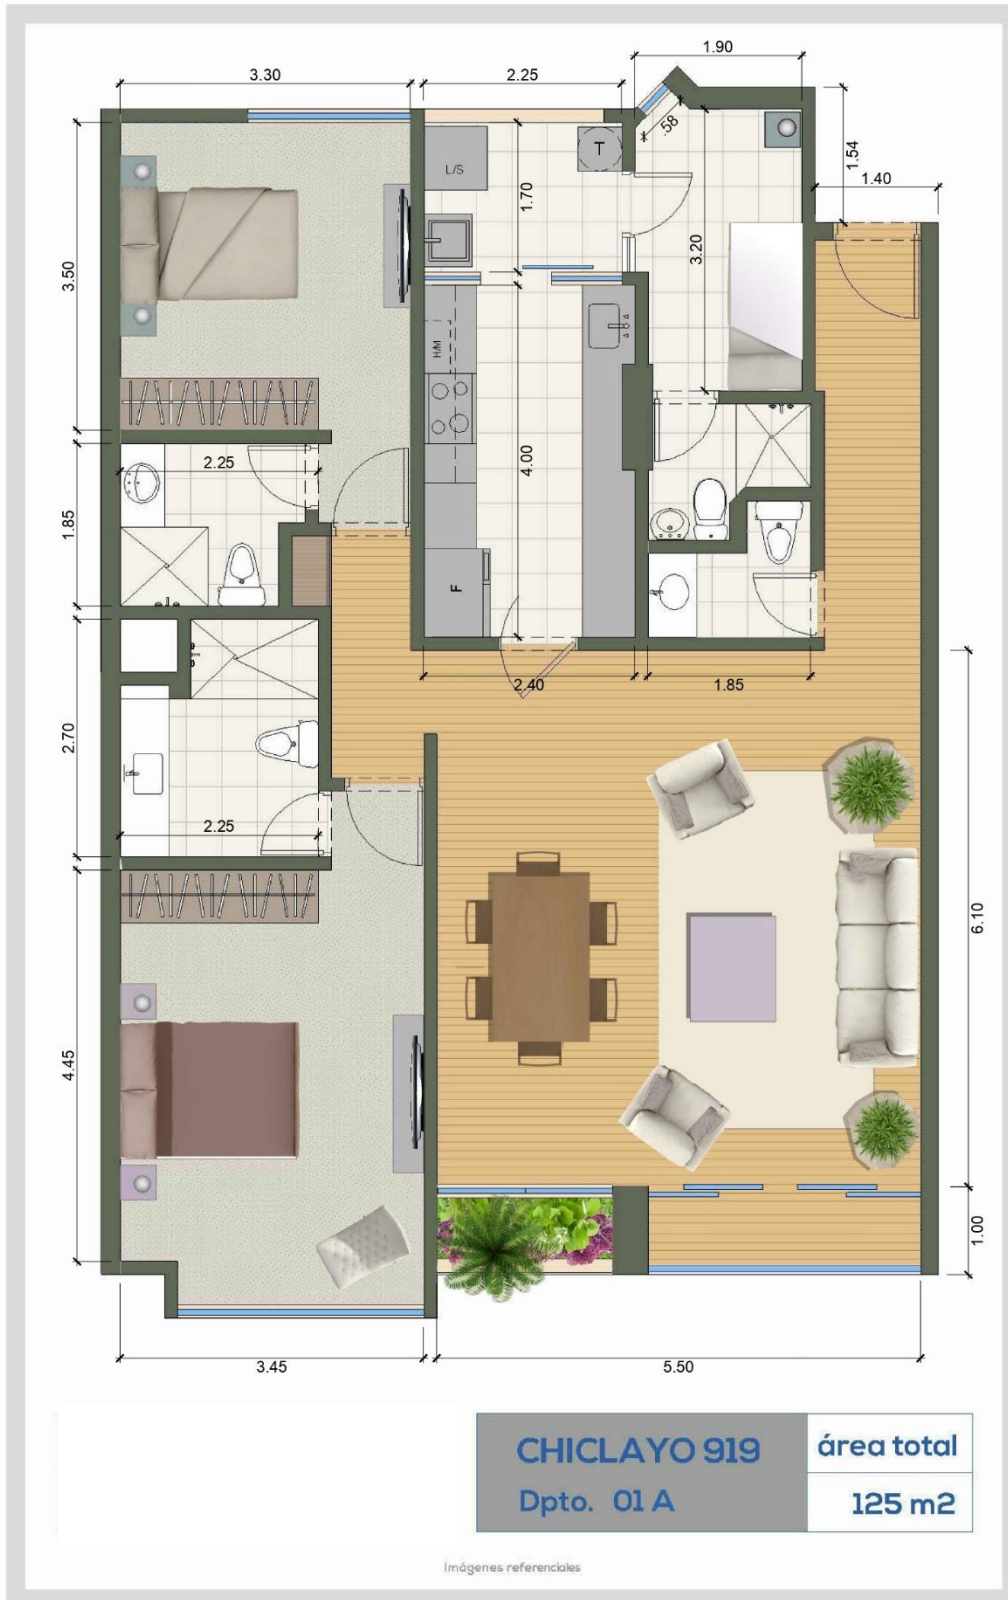 1.90
3.30
2.25
.58
1.54
T
L/S
1.40
1.70
3.20
3.50
H/M
4.00
2.25
1.85
F
2.40
1.85
2.70
2.25
6.10
4.45
1.00
3.45
5.50
CHICLAYO 919
área total
Dpto. 01 A
125 m2
Imágenes referenciales